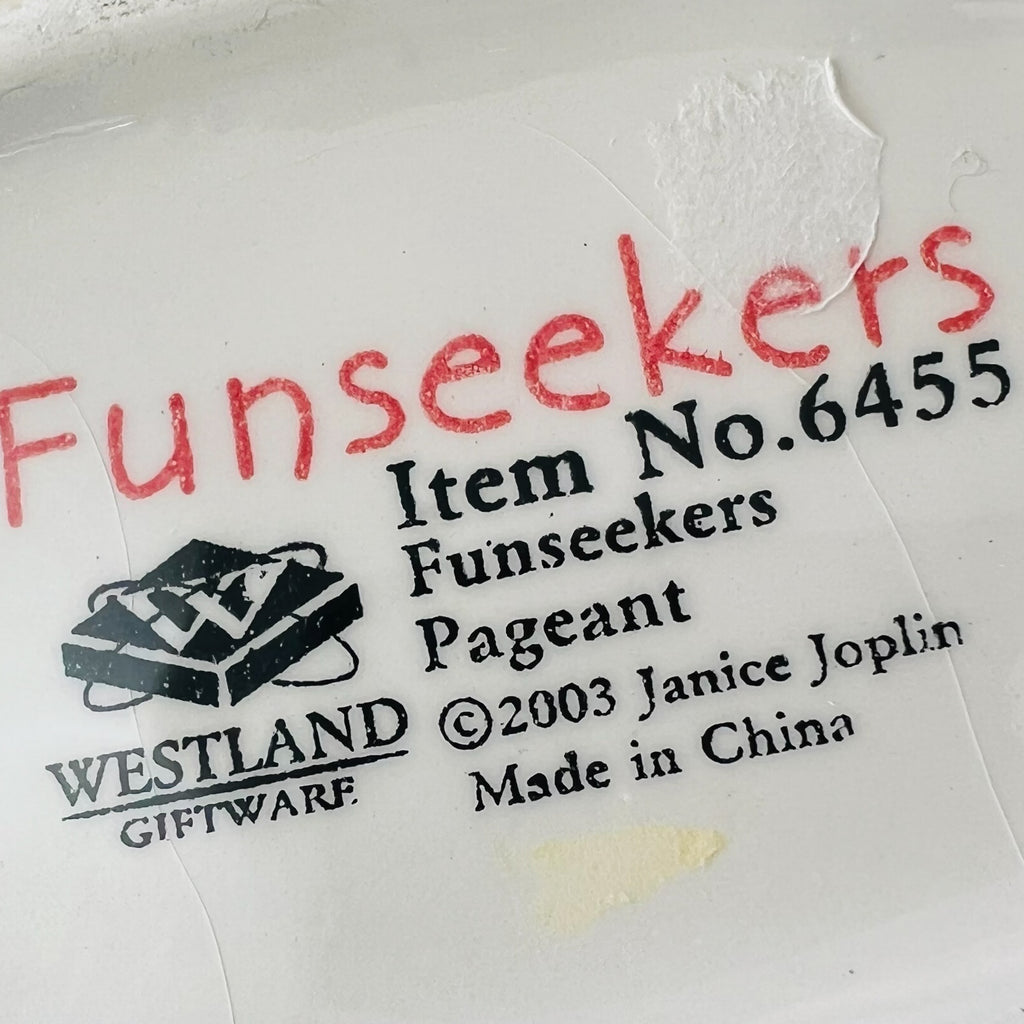 Funseekers
Item No.6455
Funseekers
Pageant
©2003 Janice Joplin
Made in China
W
WESTLAND
GIFTWARE